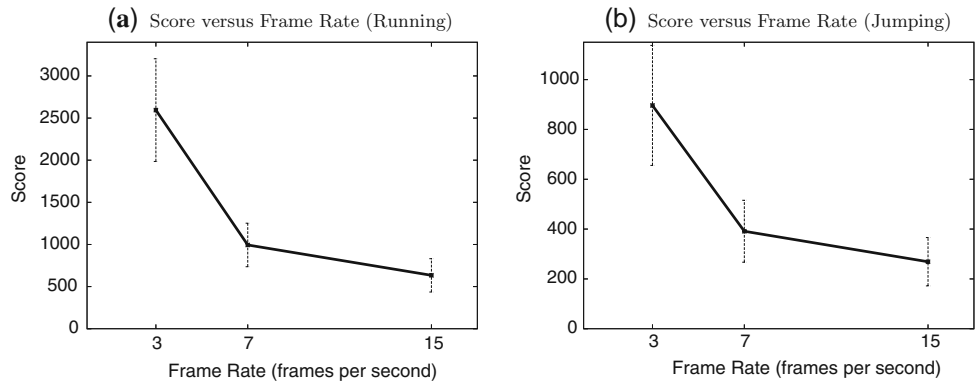 (a) Score versus Frame Rate (Running)
3000
2500
2000
1500
1000
500
0
Score
3 7 15
Frame Rate (frames per second)
(b) Score versus Frame Rate (Jumping)
1000
800
600
400
200
0
Score
3 7 15
Frame Rate (frames per second)